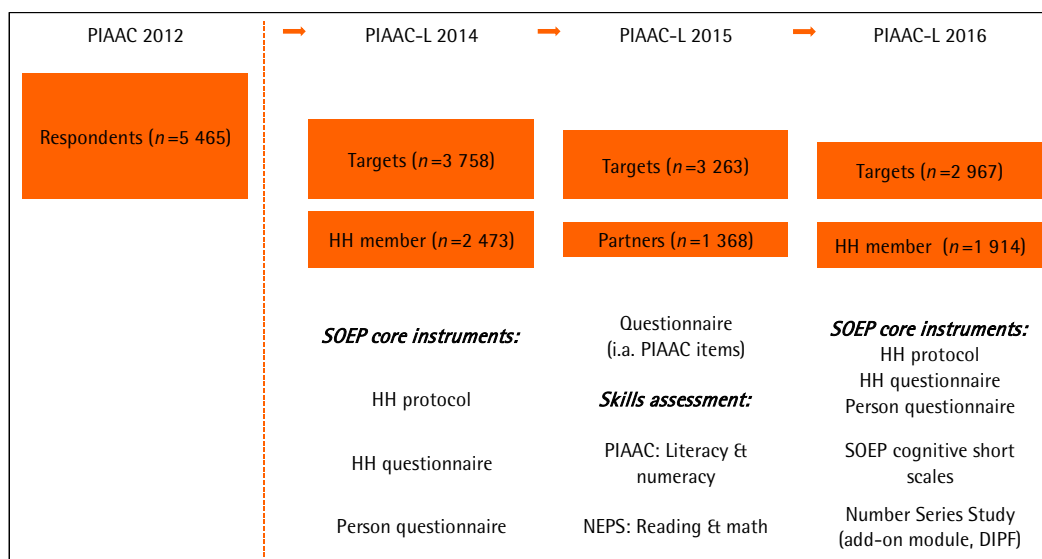 PIAAC 2012
Respondents (n=5 465)
PIAAC-L 2014
Targets (n=3 758)
HH member (n=2 473)
SOEP core instruments:
HH protocol
HH questionnaire
Person questionnaire
PIAAC-L 2015
Targets (n=3 263)
Partners (n=1 368)
Questionnaire
(i.a. PIAAC items)
Skills assessment:
PIAAC: Literacy &
numeracy
NEPS: Reading & math
PIAAC-L 2016
Targets (n=2 967)
HH member (n=1 914)
SOEP core instruments:
HH protocol
HH questionnaire
Person questionnaire
SOEP cognitive short
scales
Number Series Study
(add-on module, DIPF)